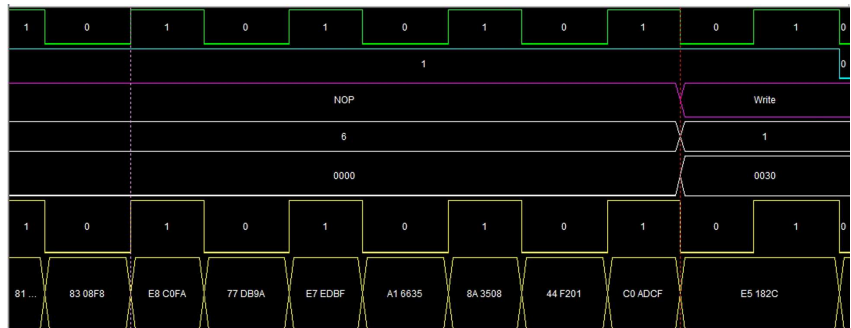 1 0 1 0 1 0 1 0 1 0 1 0
1 0
NOP Write
6 1
0000 0030
1 0 1 0 1 0 1 0 1 0 1 0
81 ... 83 08F8 E8 C0FA 77 DB9A E7 EDBF A1 6635 8A 3508 44 F201 C0 ADCF E5 182C